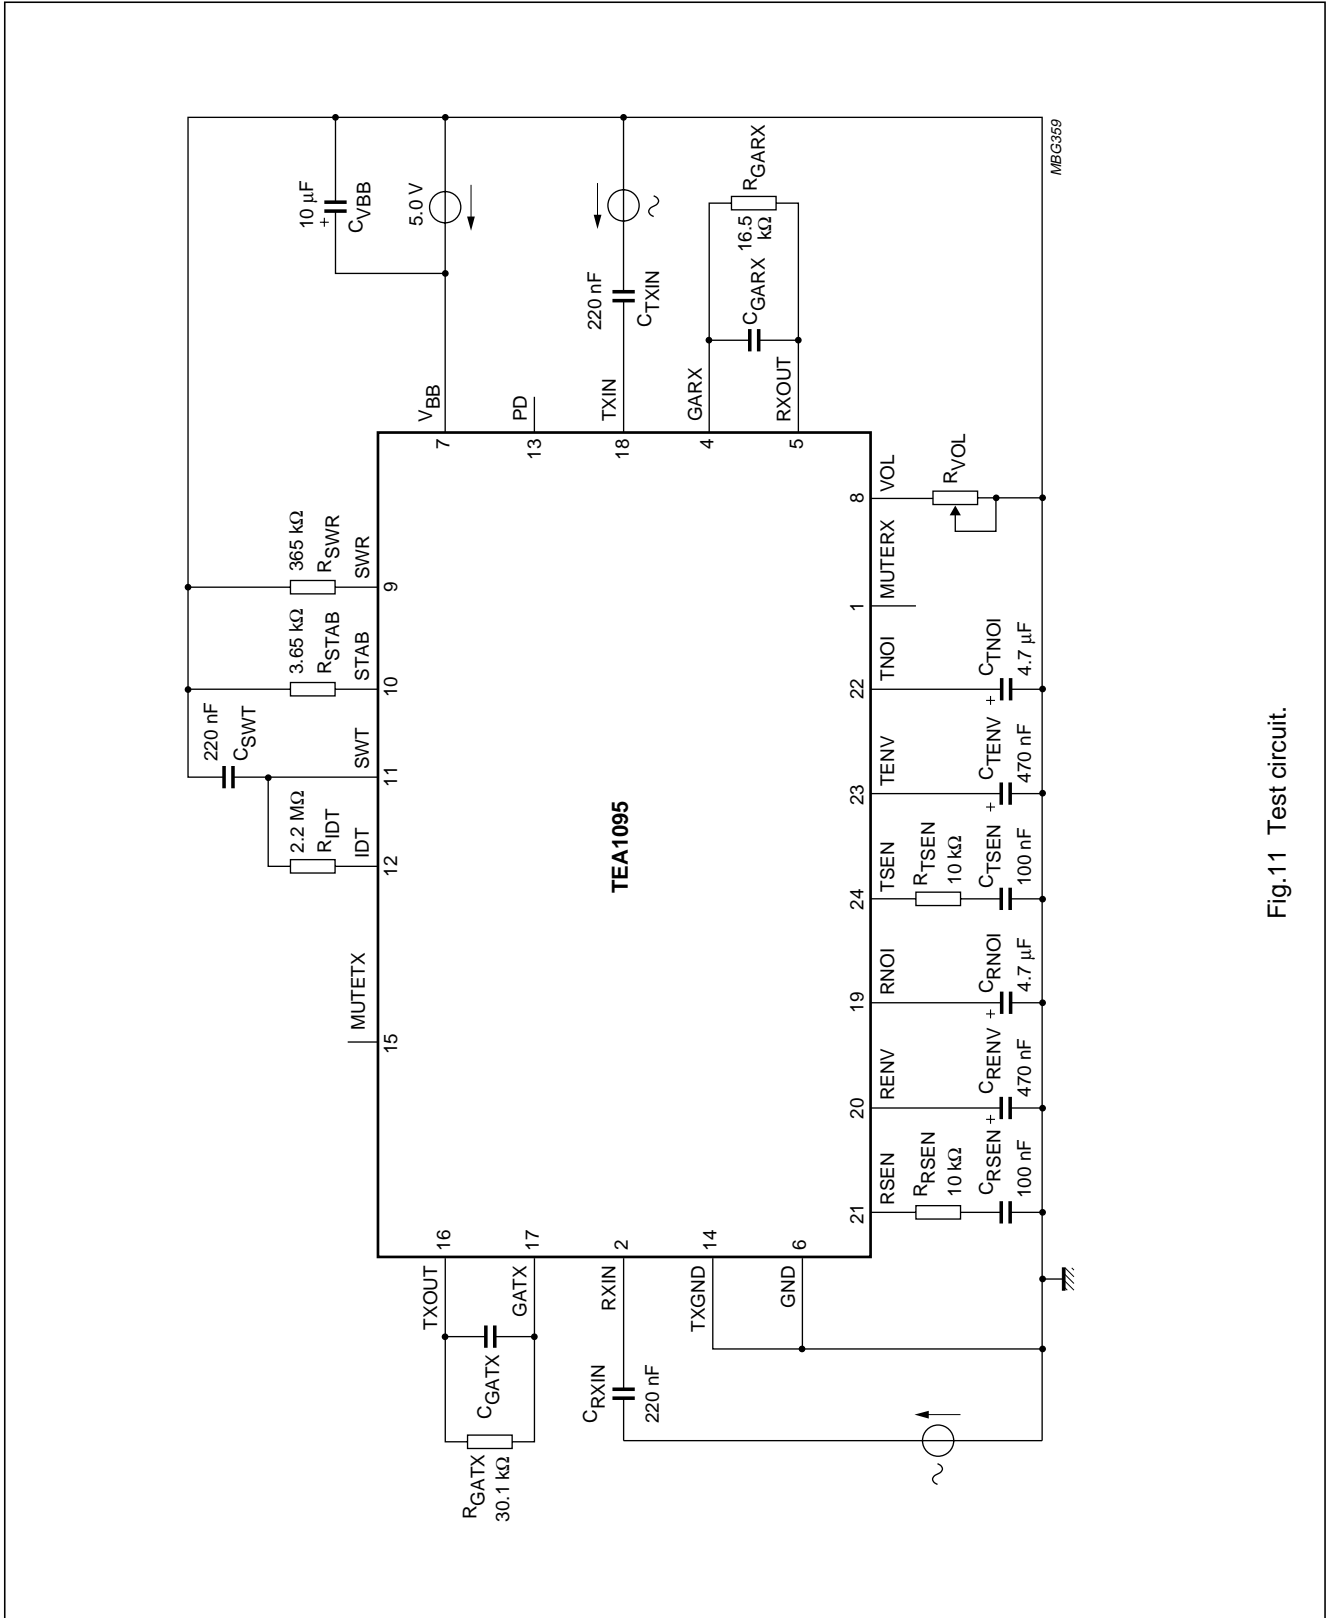 10 µF
+
CVBB
5.0 V
220 nF
CTXIN
CGARX
16.5
kΩ
RGARX
MBG359
VBB
7
PD
13
TXIN
18
GARX
4
RXOUT
5
365 kΩ
RSWR
SWR
9
3.65 kΩ
RSTAB
STAB
10
220 nF
CSWT
SWT
11
2.2 MΩ
RIDT
IDT
12
MUTETX
15
TEA1095
8
VOL
RVOL
1
MUTERX
22
TNOI
+
CTNOI
4.7 µF
23
TENV
+
CTENV
470 nF
24
TSEN
RTSEN
10 kΩ
CTSEN
100 nF
19
RNOI
+
CRNOI
4.7 µF
20
RENV
+
CRENV
470 nF
21
RSEN
RRSEN
10 kΩ
CRSEN
100 nF
16
TXOUT
17
GATX
2
RXIN
14
TXGND
6
GND
CGATX
RGATX
30.1 kΩ
CRXIN
220 nF
Fig.11 Test circuit.